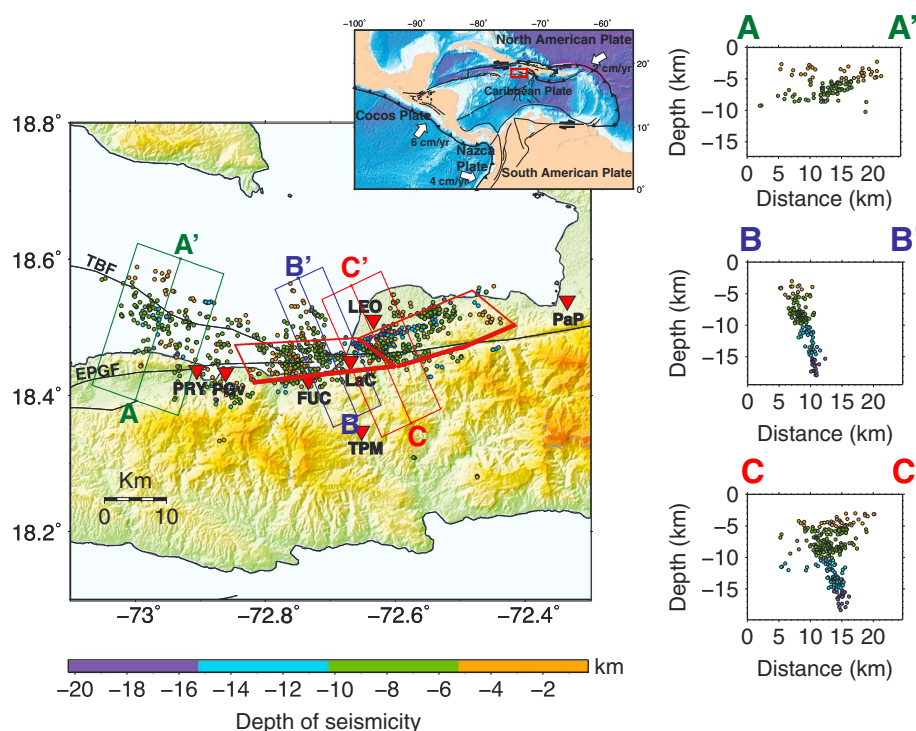 −100° −90° −80° −70° −60°
North American Plate
2 cm/yr
20°
Caribbean Plate
Cocos Plate
10°
6 cm/yr
Nazca
Plate
South American Plate
4 cm/yr
0°
18.8°
18.6°
18.4°
18.2°
TBF
A'
B'
C'
LEO
PaP
EPGF
PRY PGv
FUC
LaC
A
B
C
TPM
Km
0 10
−73° −72.8° −72.6° −72.4°
km
−20 −18 −16 −14 −12 −10 −8 −6 −4 −2
Depth of seismicity
A A'
0
−5
−10
−15
Depth (km)
0 5 10 15 20
Distance (km)
B B'
0
−5
−10
−15
Depth (km)
0 5 10 15 20
Distance (km)
C C
0
−5
−10
−15
Depth (km)
0 5 10 15 20
Distance (km)